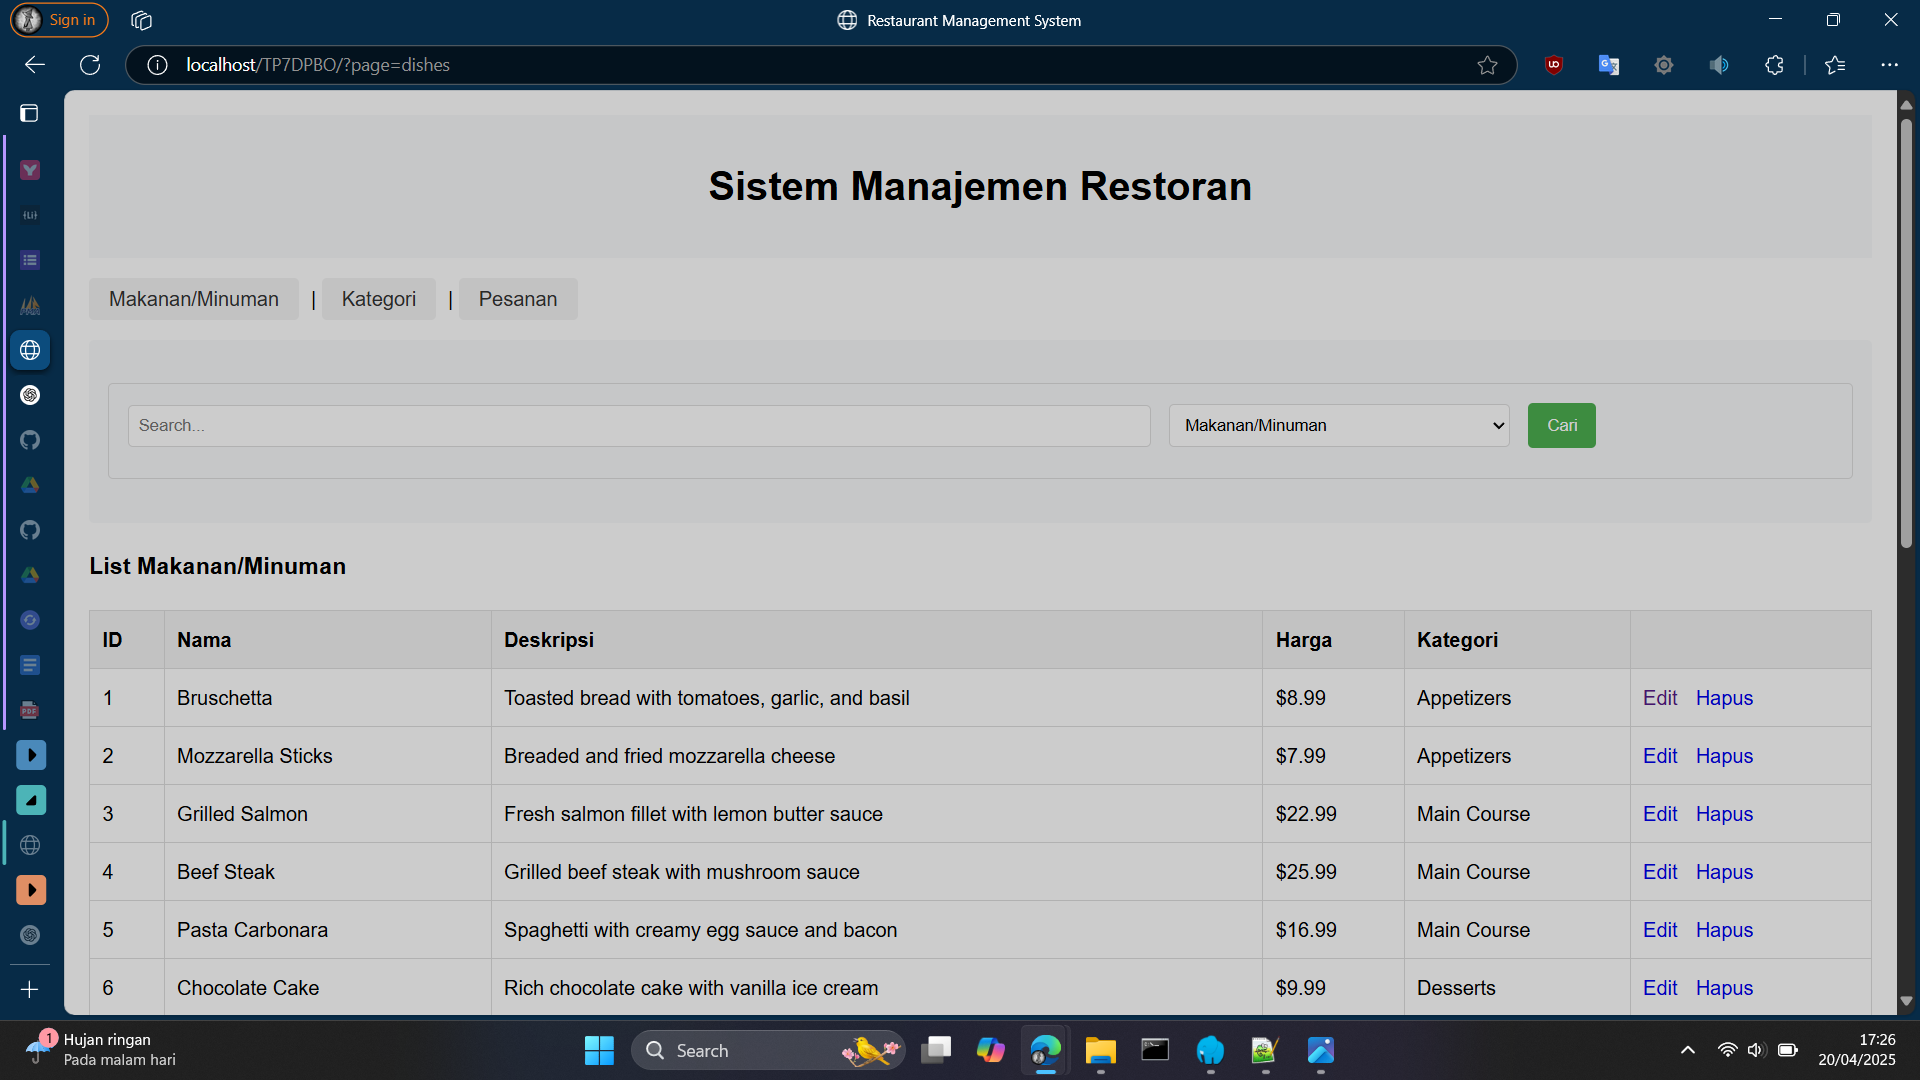 Sign in
Restaurant Management System
localhost/TP7DPBO/?page=dishes
Sistem Manajemen Restoran
Makanan/Minuman | Kategori | Pesanan
Search... Makanan/Minuman Cari
List Makanan/Minuman
ID Nama Deskripsi Harga Kategori
1 Bruschetta Toasted bread with tomatoes, garlic, and basil $8.99 Appetizers Edit Hapus
2 Mozzarella Sticks Breaded and fried mozzarella cheese $7.99 Appetizers Edit Hapus
3 Grilled Salmon Fresh salmon fillet with lemon butter sauce $22.99 Main Course Edit Hapus
4 Beef Steak Grilled beef steak with mushroom sauce $25.99 Main Course Edit Hapus
5 Pasta Carbonara Spaghetti with creamy egg sauce and bacon $16.99 Main Course Edit Hapus
6 Chocolate Cake Rich chocolate cake with vanilla ice cream $9.99 Desserts Edit Hapus
1 Hujan ringan
Pada malam hari
Search
17:26
20/04/2025